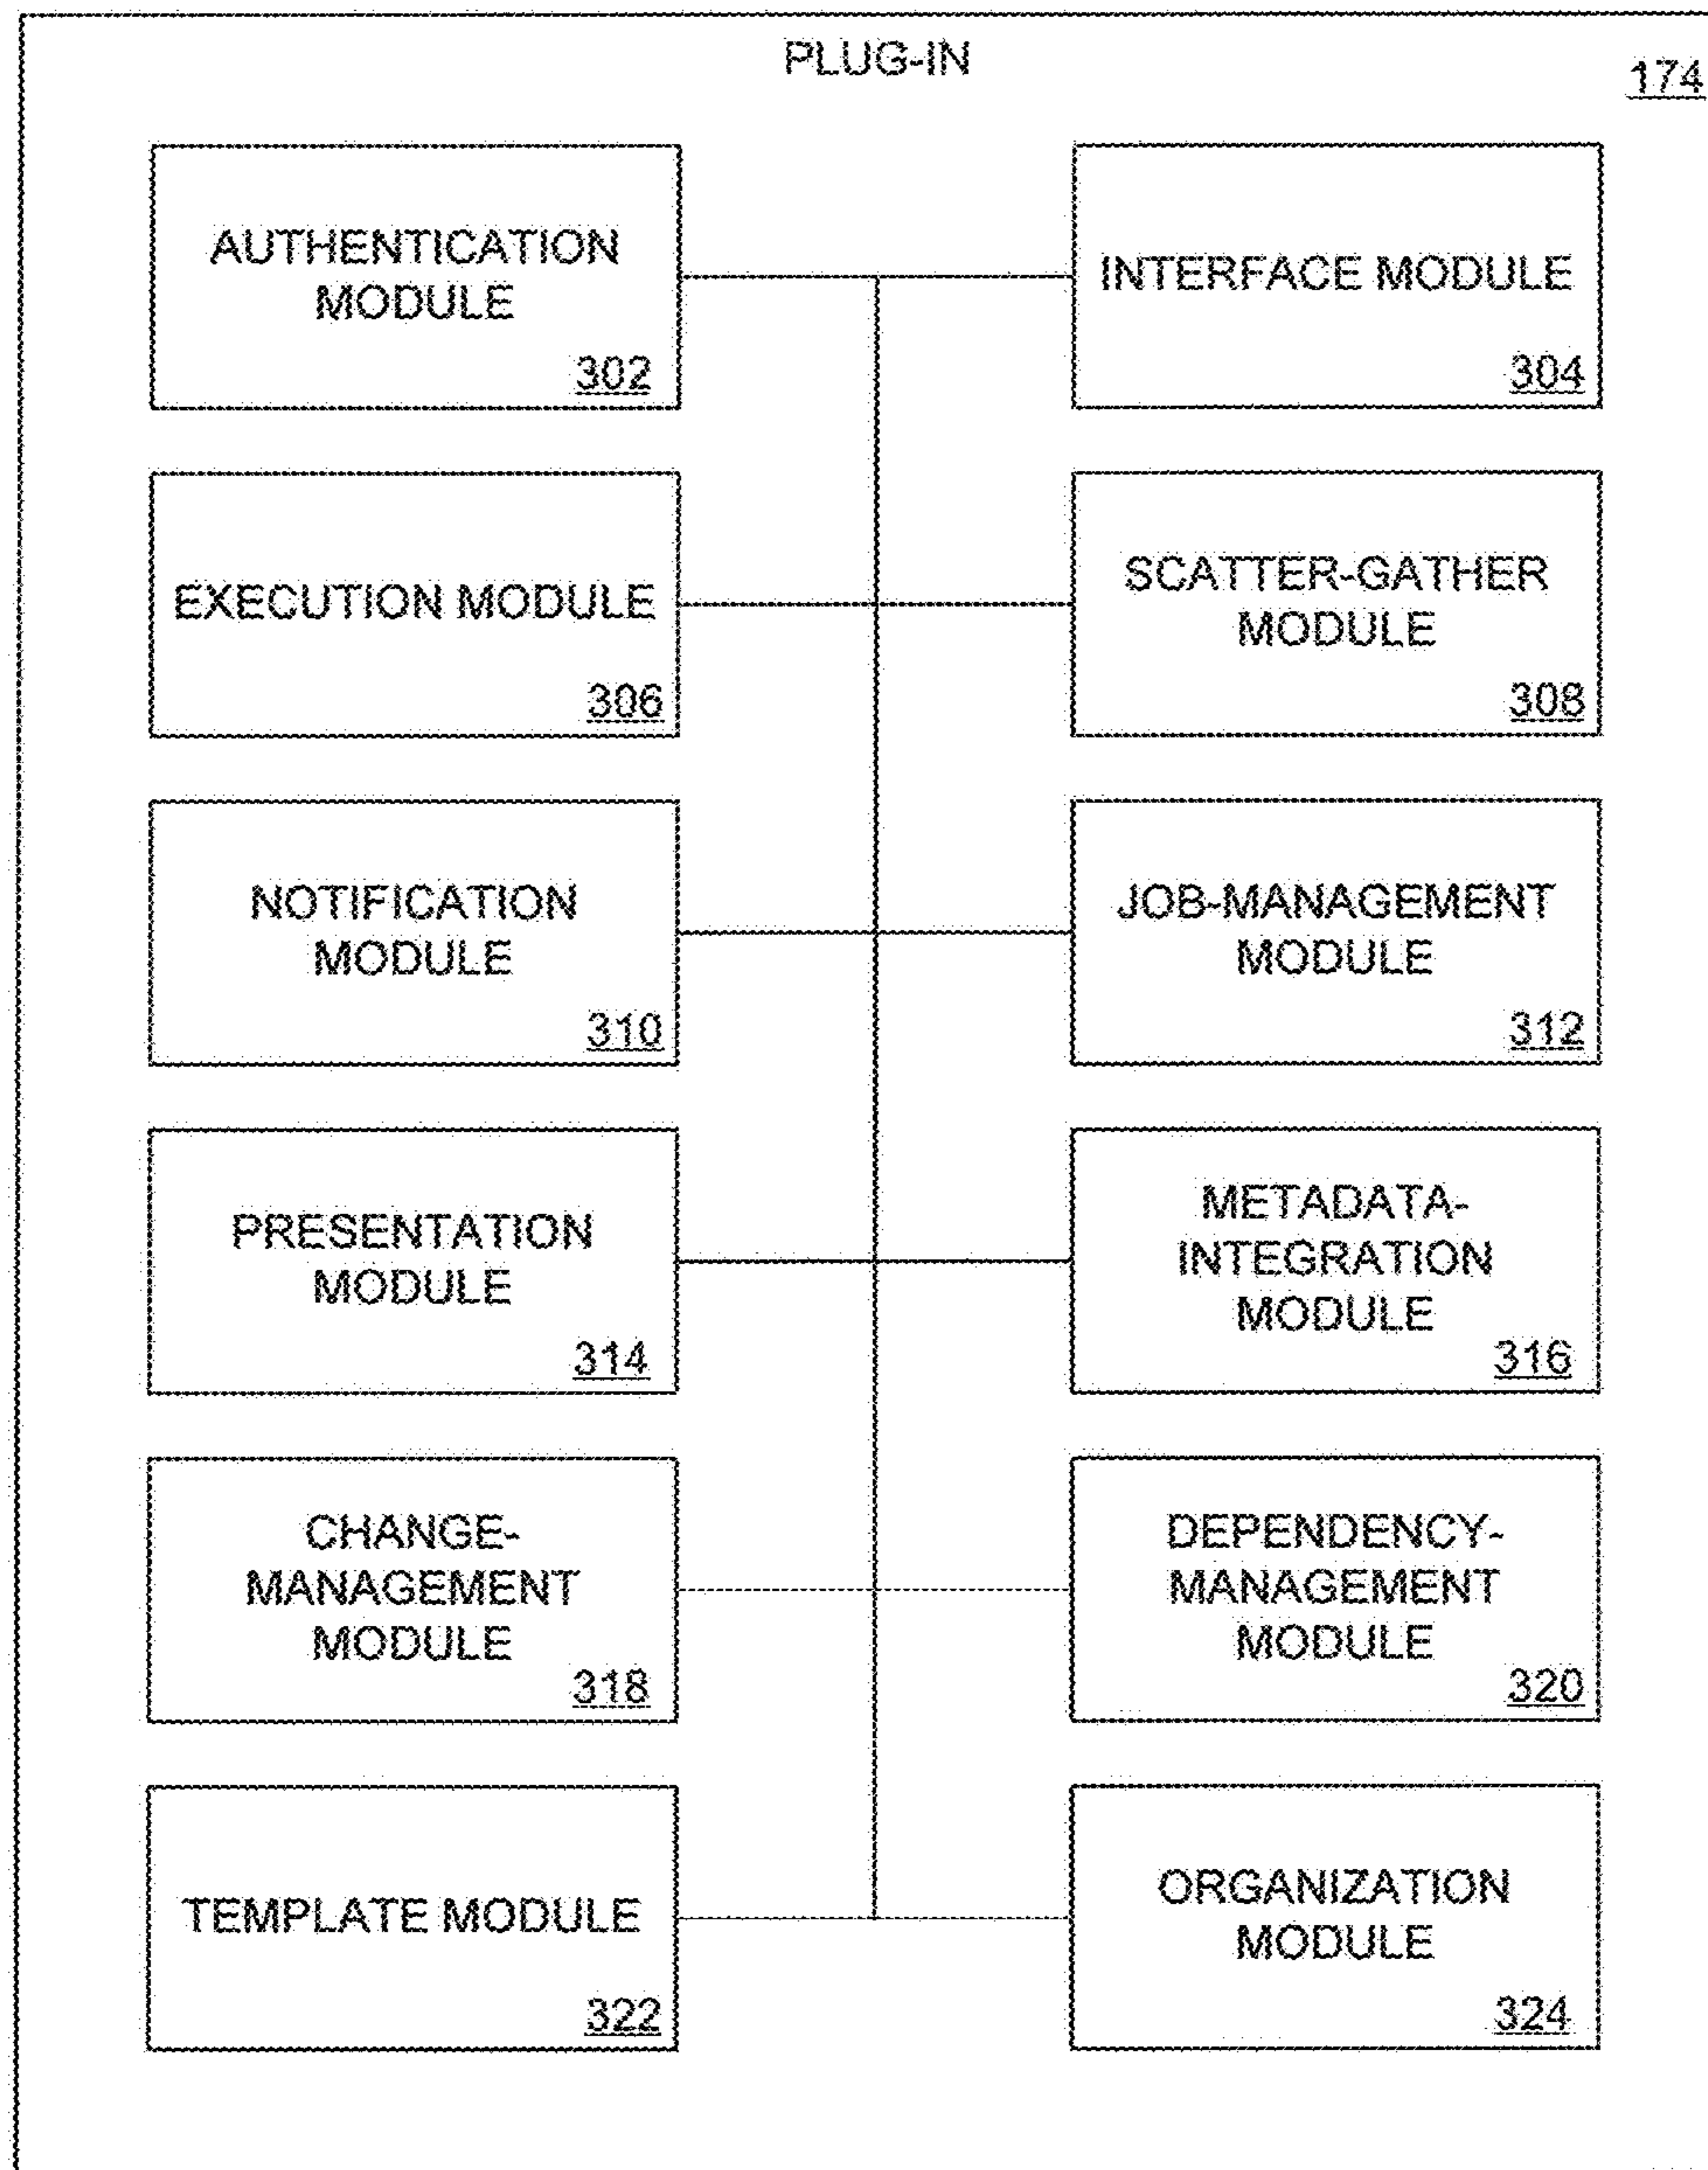 PLUG-IN
174
AUTHENTICATION
MODULE
302
INTERFACE MODULE
304
EXECUTION MODULE
306
SCATTER-GATHER
MODULE
308
NOTIFICATION
MODULE
310
JOB-MANAGEMENT
MODULE
312
PRESENTATION
MODULE
314
METADATA-
INTEGRATION
MODULE
316
CHANGE-
MANAGEMENT
MODULE
318
DEPENDENCY-
MANAGEMENT
MODULE
320
TEMPLATE MODULE
322
ORGANIZATION
MODULE
324